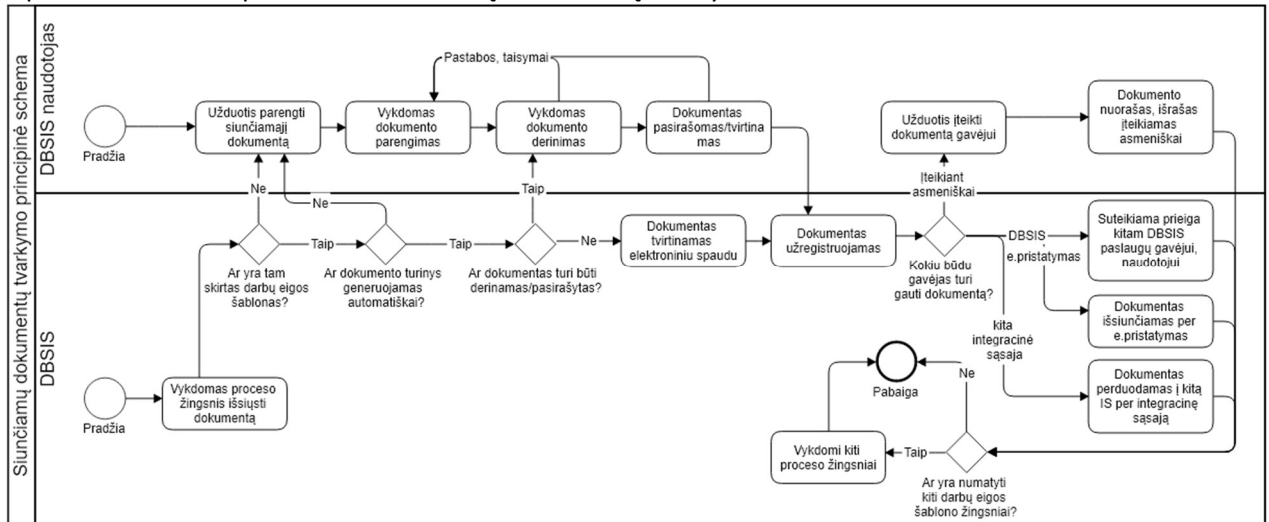 Siunčiamų dokumentų tvarkymo principinė schema
DBSIS naudotojas
Pastabos, taisymai
Pradžia
Užduotis parengti
siunčiamąjį
dokumentą
Vykdomas
dokumento
parengimas
Vykdomas
dokumento
derinimas
Dokumentas
pasirašomas/tvirtina
mas
Užduotis įteikti
dokumentą gavėjui
Dokumento
nuorašas, išrašas
įteikiamas
asmeniškai
Ne
Ne
Taip
Įteikiant
asmeniškai
DBSIS
Ar yra tam
skirtas darbų eigos
šablonas?
Taip
Ar dokumento turinys
generuojamas
automatiškai?
Taip
Ar dokumentas turi būti
derinamas/pasirašytas?
Ne
Dokumentas
tvirtinamas
elektroniniu spaudu
Dokumentas
užregistruojamas
Kokiu būdu
gavėjas turi
gauti dokumentą?
DBSIS
e.pristatymas
kita
integracinė
sąsaja
Suteikiama prieiga
kitam DBSIS
paslaugų gavėjui,
naudotojui
Dokumentas
išsiunčiamas per
e.pristatymas
Dokumentas
perduodamas į kitą
IS per integracinę
sąsają
Pradžia
Vykdomas proceso
žingsnis išsiųsti
dokumentą
Pabaiga
Ne
Vykdomi kiti
proceso žingsniai
Taip
Ar yra numatyti
kiti darbų eigos
šablono žingsniai?